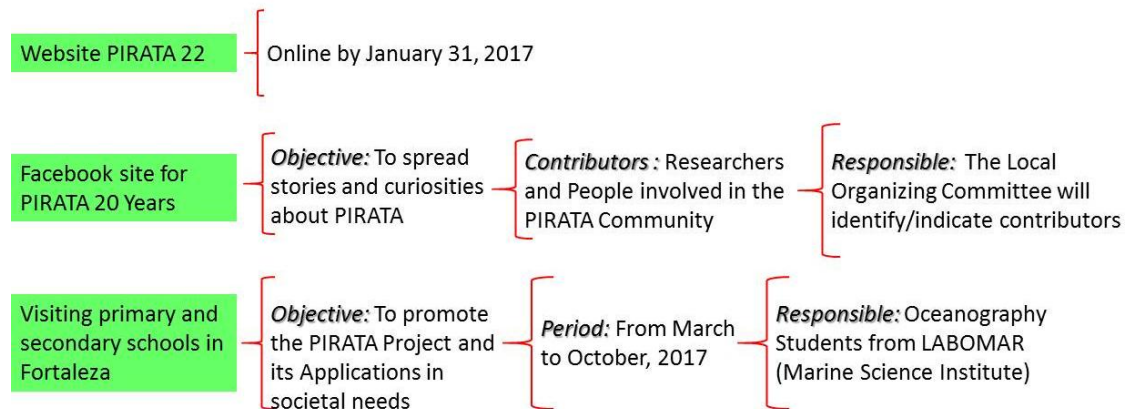 Website PIRATA 22
Online by January 31, 2017
Facebook site for
PIRATA 20 Years
Objective: To spread
stories and curiosities
about PIRATA
Contributors : Researchers
and People involved in the
PIRATA Community
Responsible: The Local
Organizing Committee will
identify/indicate contributors
Visiting primary and
secondary schools in
Fortaleza
Objective: To promote
the PIRATA Project and
its Applications in
societal needs
Period: From March
to October, 2017
Responsible: Oceanography
Students from LABOMAR
(Marine Science Institute)